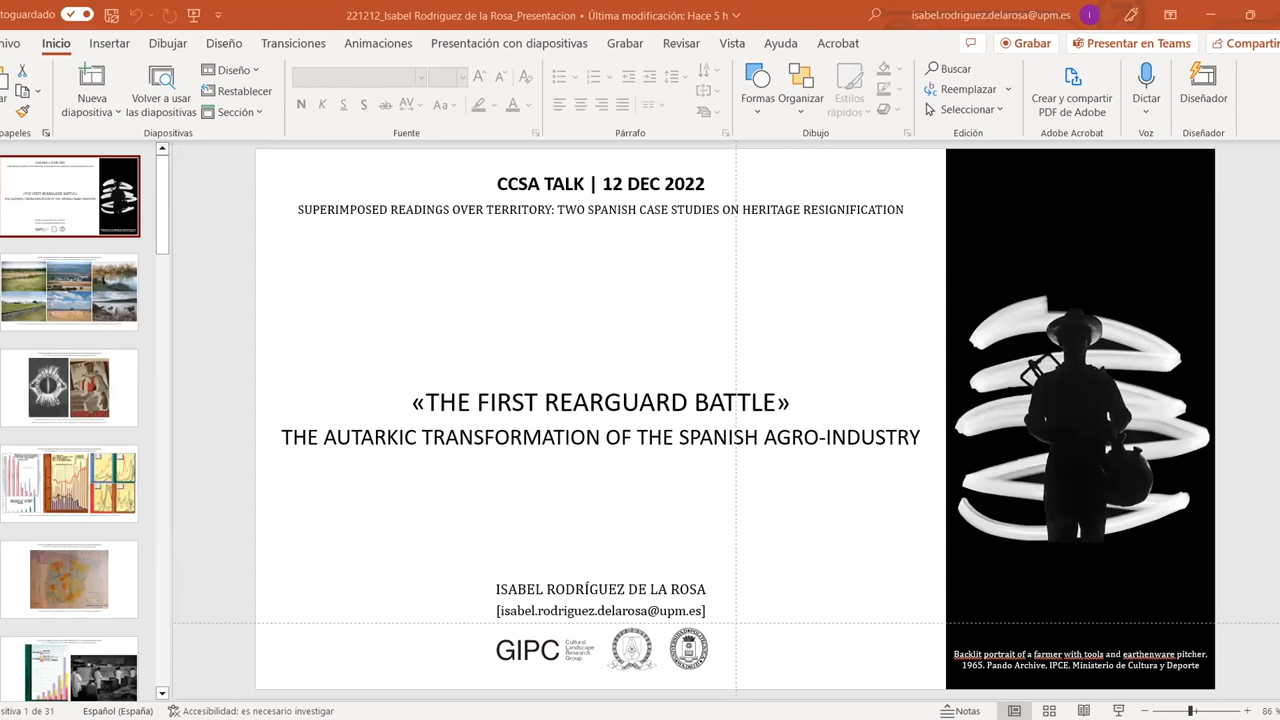 toguardado
221212_Isabel Rodriguez de la Rosa_Presentacion • Última modificación: Hace 5 h
isabel.rodriguez.delarosa@upm.es
I
Inicio Insertar Dibujar Diseño Transiciones Animaciones Presentación con diapositivas Grabar Revisar Vista Ayuda Acrobat
Grabar
Presentar en Teams
Nueva
diapositiva
Volver a usar
las diapositivas
Diseño
Restablecer
Sección
N K S S ab AV Aa A
Formas Organizar Estilos
rápidos
Buscar
Reemplazar
Seleccionar
Crear y compartir
PDF de Adobe
Dictar
Diseñador
Diapositivas Fuente Párrafo Dibujo Edición Adobe Acrobat Voz Diseñador
CCSA TALK | 12 DEC 2022
SUPERIMPOSED READINGS OVER TERRITORY: TWO SPANISH CASE STUDIES ON HERITAGE RESIGNIFICATION
«THE FIRST REARGUARD BATTLE»
THE AUTARKIC TRANSFORMATION OF THE SPANISH AGRO-INDUSTRY
ISABEL RODRÍGUEZ DE LA ROSA
[isabel.rodriguez.delarosa@upm.es]
GIPC Cultural
Landscape
Research
Group
Backlit portrait of a farmer with tools and earthenware pitcher.
1965. Pando Archive, IPCE, Ministerio de Cultura y Deporte
sitiva 1 de 31 Español (España) Accesibilidad: es necesario investigar Notas 86 %